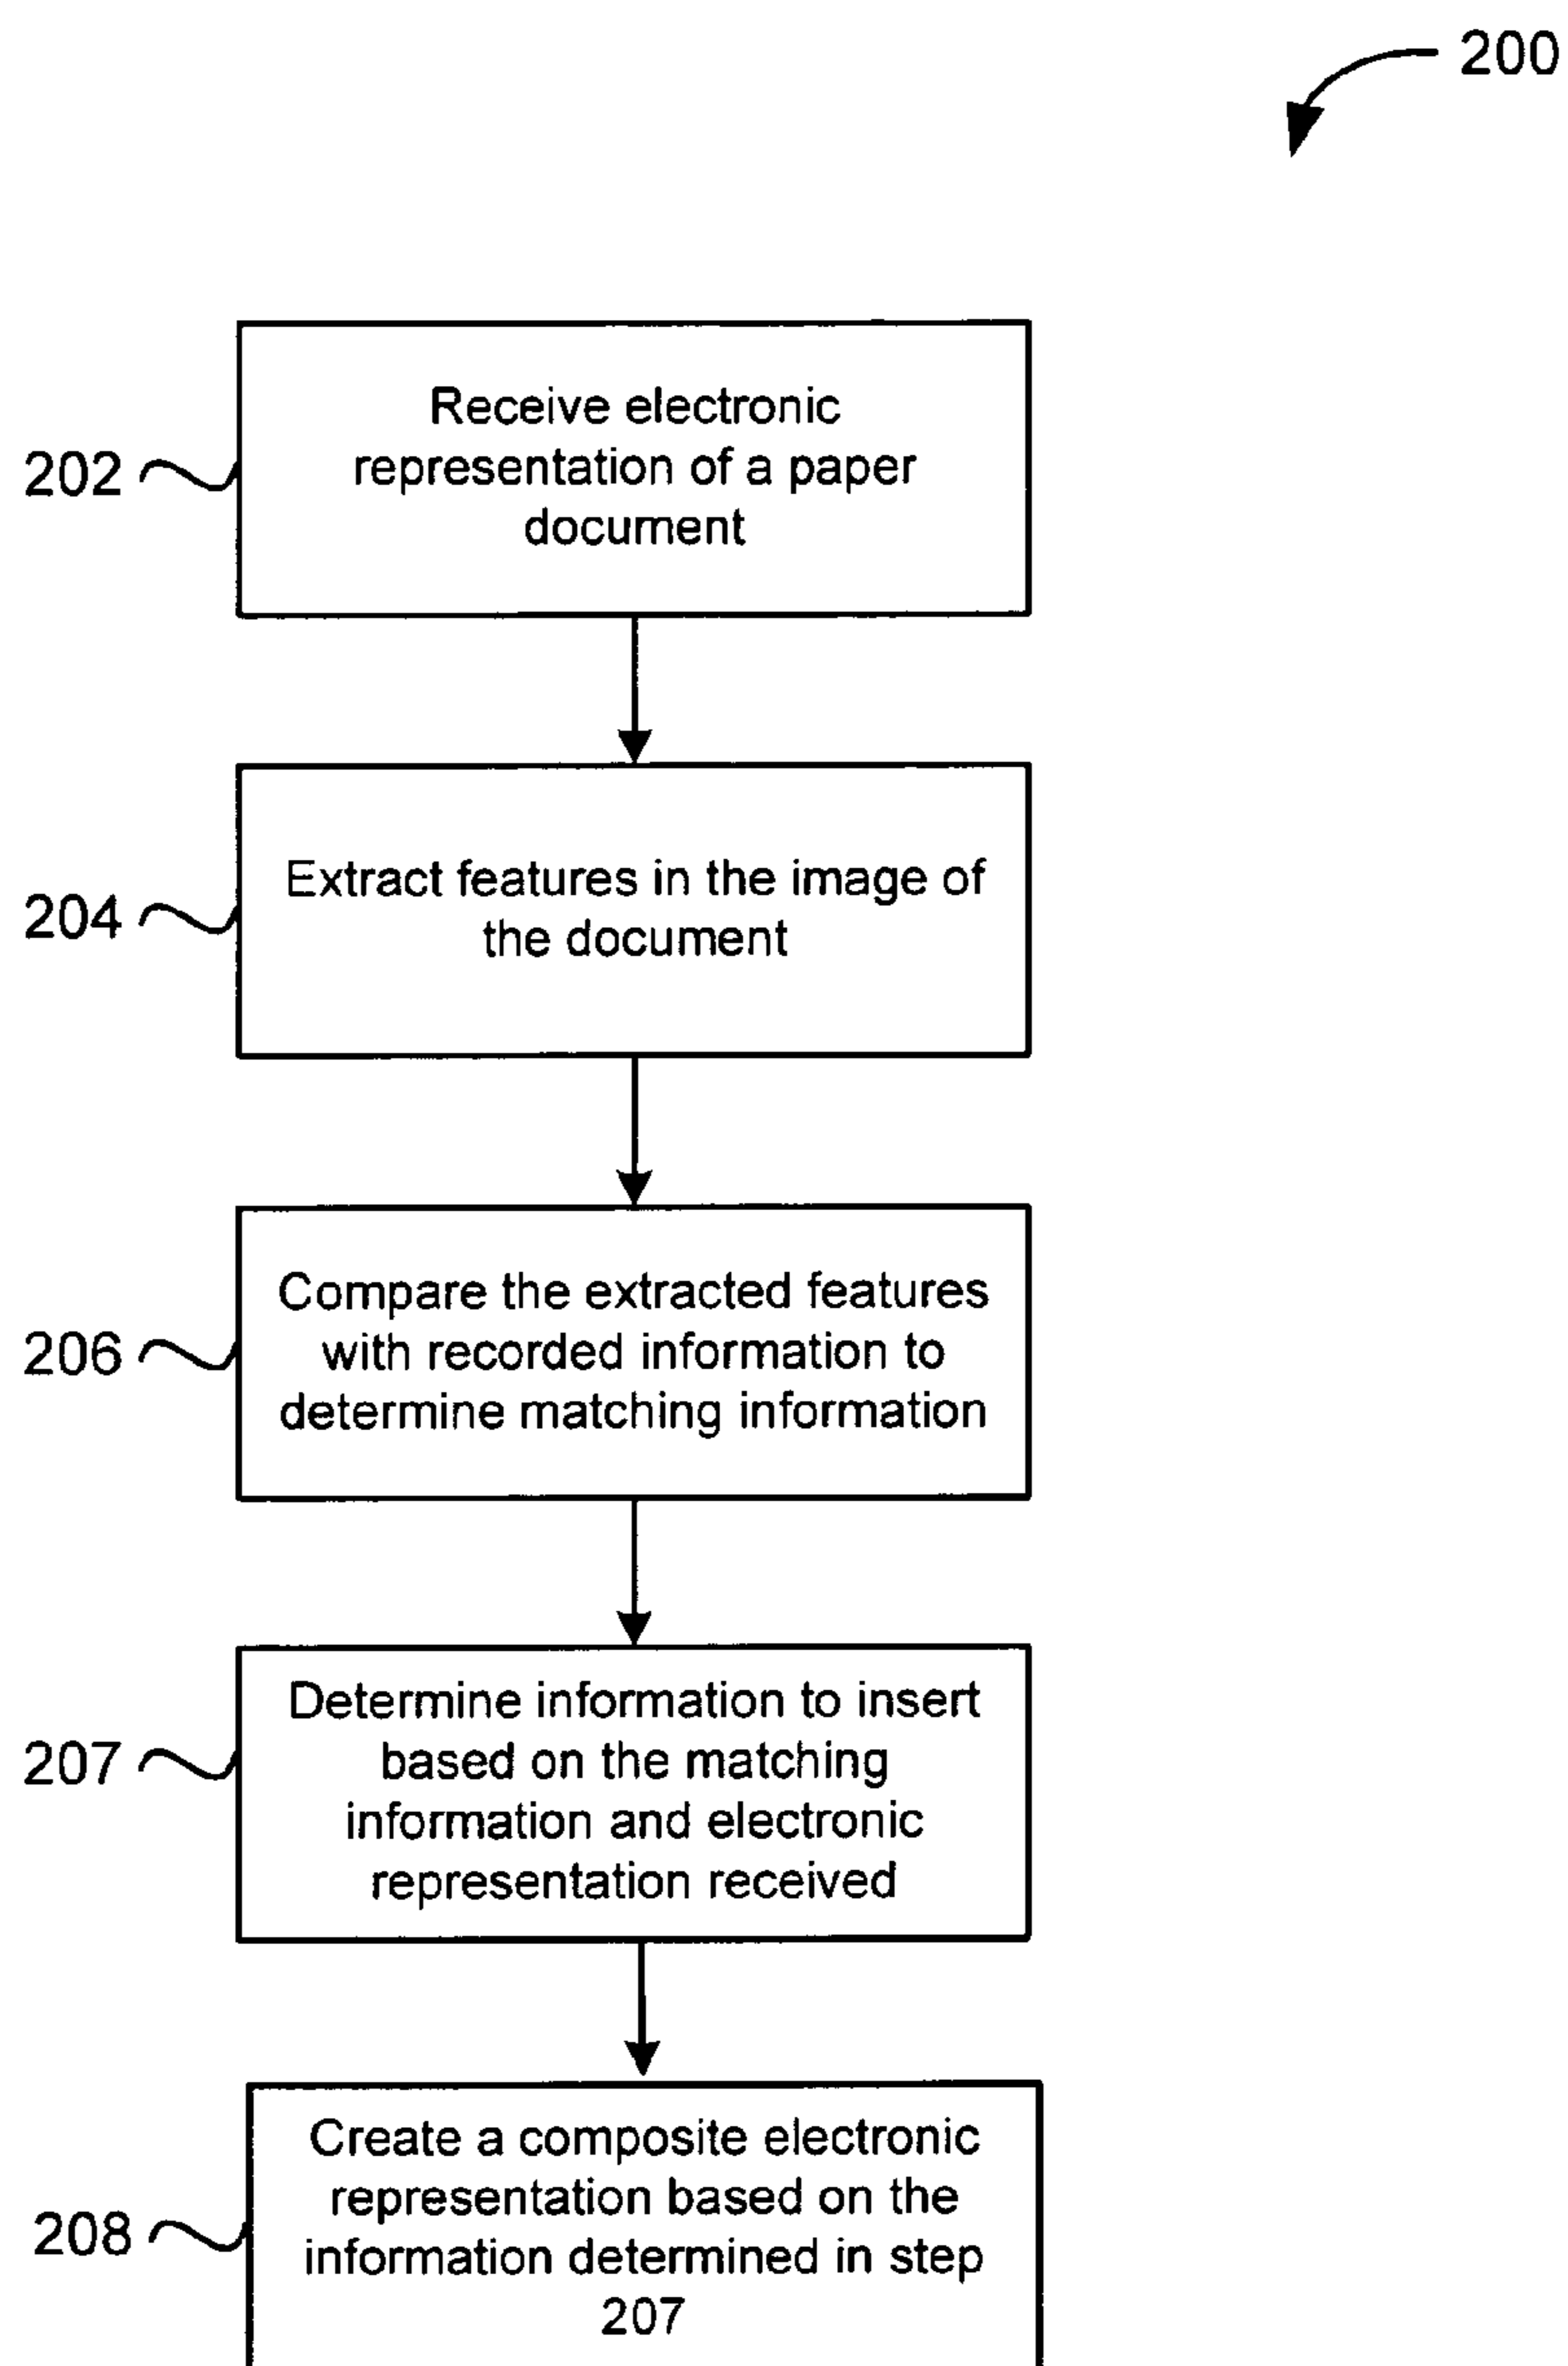 200
202
Receive electronic
representation of a paper
document
204
Extract features in the image of
the document
206
Compare the extracted features
with recorded information to
determine matching information
207
Determine information to insert
based on the matching
information and electronic
representation received
208
Create a composite electronic
representation based on the
information determined in step
207